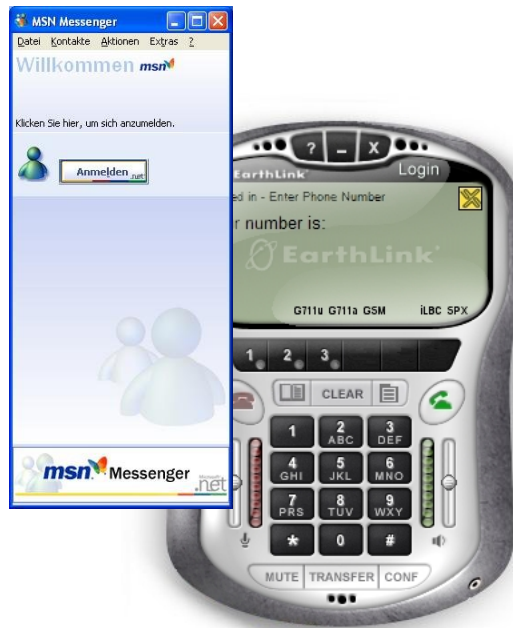 MSN Messenger
Datei Kontakte Aktionen Extras ?
Willkommen msn
Klicken Sie hier, um sich anzumelden.
Anmelden .net
msn Messenger
Microsoft
.net
? - X
EarthLink Login
ed in - Enter Phone Number
r number is:
EarthLink
G711u G711a GSM iLBC SPX
1 2 3
CLEAR
1 2 ABC 3 DEF
4 GHI 5 JKL 6 MNO
7 PRS 8 TUV 9 WXY
* 0 #
MUTE TRANSFER CONF